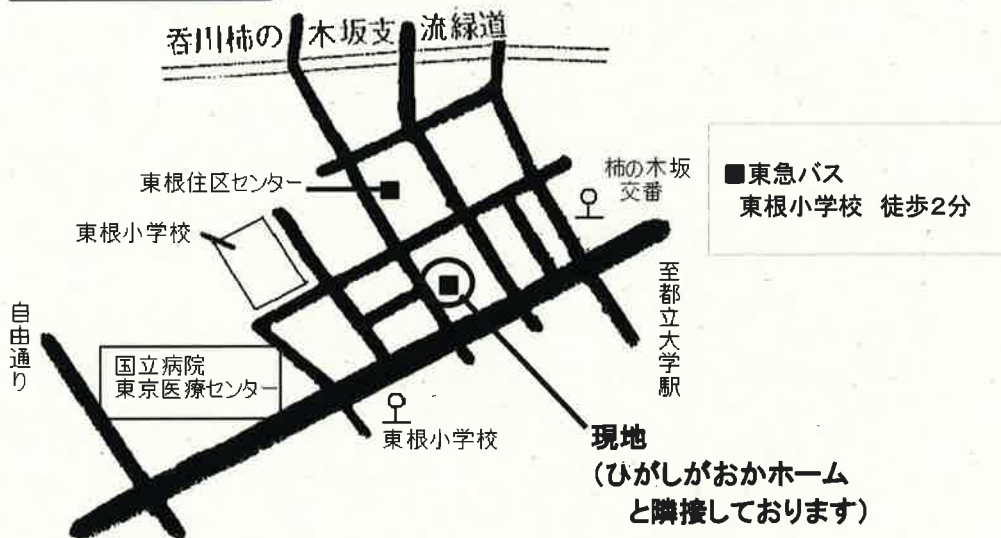 呑川柿の木坂支流緑道
東根住区センター
東根小学校
柿の木坂
交番
■東急バス
東根小学校 徒歩2分
自由通り
国立病院
東京医療センター
至都立大学駅
東根小学校
現地
(ひがしがおかホーム
と隣接しております)